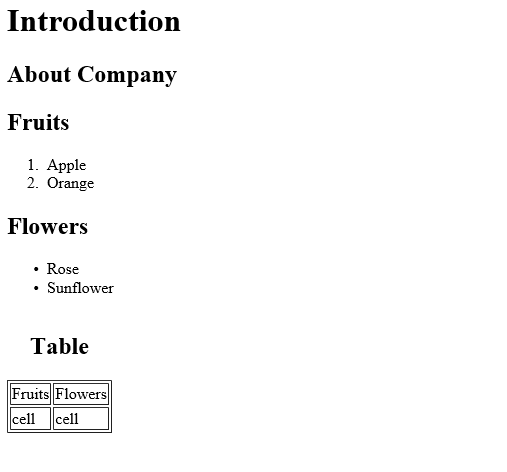 Introduction
About Company
Fruits
1. Apple
2. Orange
Flowers
• Rose
• Sunflower
Table
Fruits Flowers
cell cell